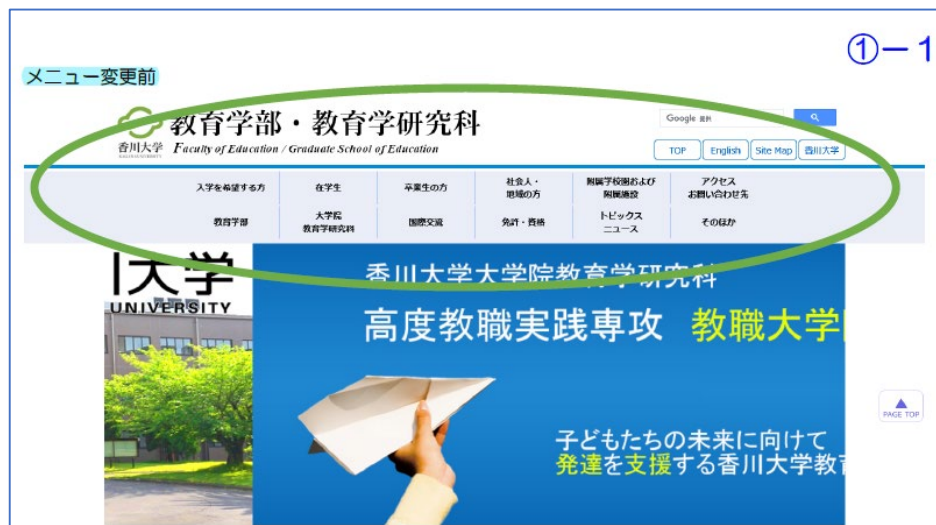 ①－1
メニュー変更前
教育学部・教育学研究科
香川大学 Faculty of Education / Graduate School of Education
Google
TOP English Site Map 香川大学
入学を希望する方 在学生 卒業生の方 社会人・地域の方 附属学校園および附属施設 アクセスお問い合わせ先
教育学部 大学院教育学研究科 国際交流 免許・資格 トピックスニュース そのほか
大学
UNIVERSITY
香川大学大学院教育学研究科
高度教職実践専攻 教職大学
子どもたちの未来に向けて
発達を支援する香川大学教
PAGE TOP